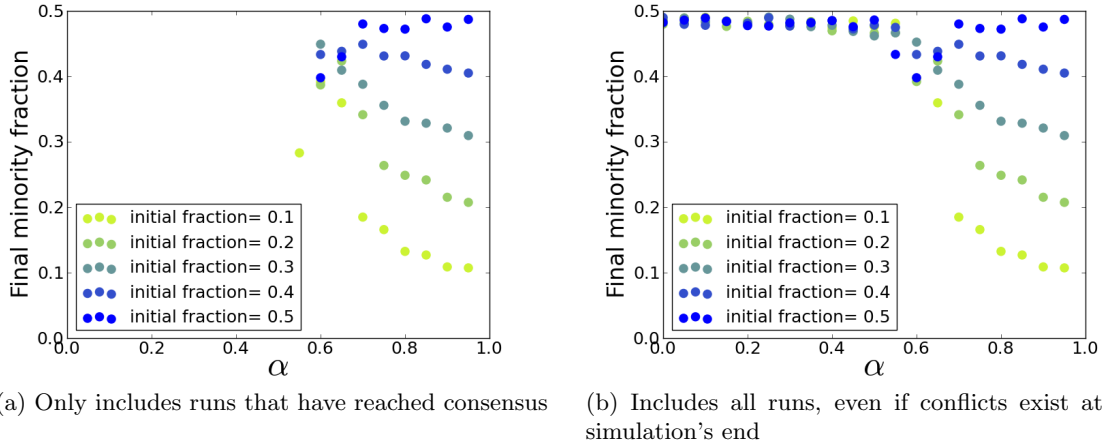 Final minority fraction
0.5
0.4
0.3
0.2
0.1
0.0
initial fraction= 0.1
initial fraction= 0.2
initial fraction= 0.3
initial fraction= 0.4
initial fraction= 0.5
0.0 0.2 0.4 0.6 0.8 1.0
α
(a) Only includes runs that have reached consensus
Final minority fraction
0.5
0.4
0.3
0.2
0.1
0.0
initial fraction= 0.1
initial fraction= 0.2
initial fraction= 0.3
initial fraction= 0.4
initial fraction= 0.5
0.0 0.2 0.4 0.6 0.8 1.0
α
(b) Includes all runs, even if conflicts exist at
simulation's end